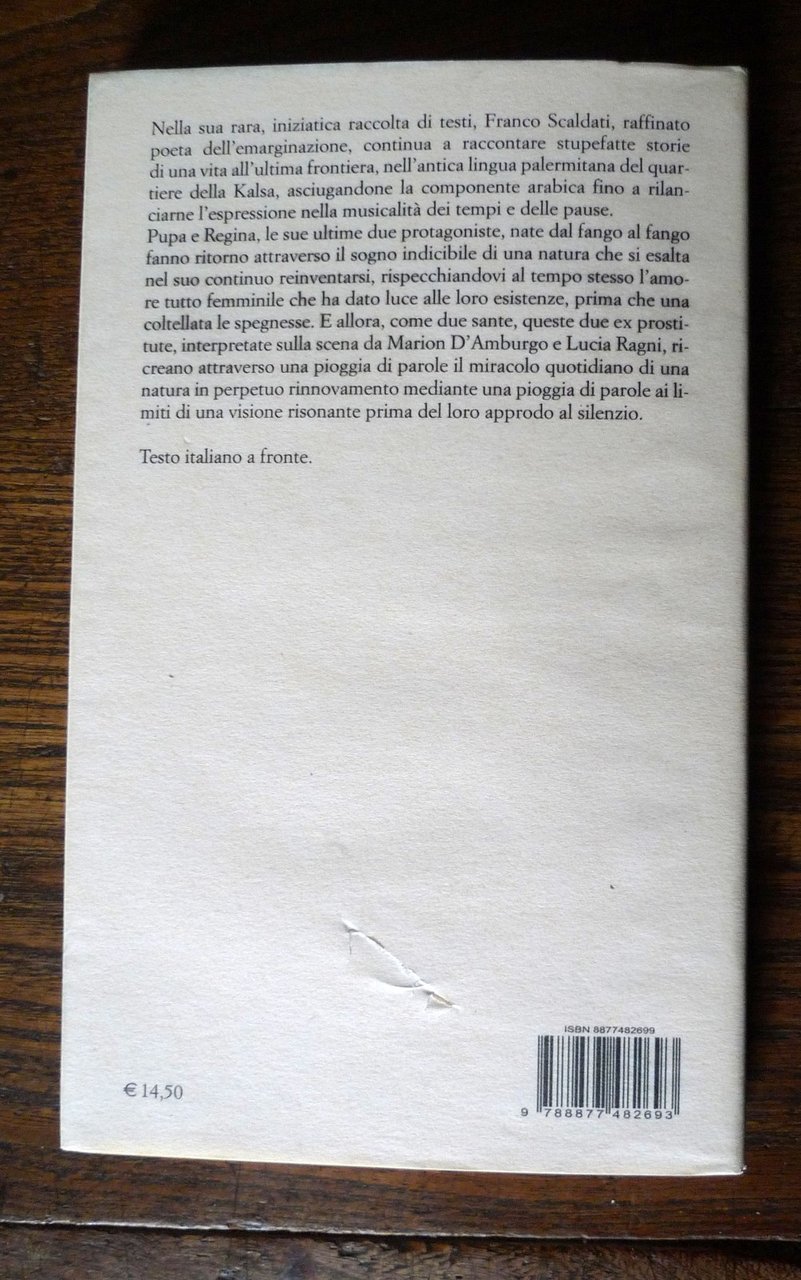 Nella sua rara, iniziatica raccolta di testi, Franco Scaldati, raffinato
poeta dell'emarginazione, continua a raccontare stupefatte storie
di una vita all'ultima frontiera, nell'antica lingua palermitana del quar-
tiere della Kalsa, asciugandone la componente arabica fino a rilan-
ciarne l'espressione nella musicalità dei tempi e delle pause.
Pupa e Regina, le sue ultime due protagoniste, nate dal fango al fango
fanno ritorno attraverso il sogno indicibile di una natura che si esalta
nel suo continuo reinventarsi, rispecchiandovi al tempo stesso l'amo-
re tutto femminile che ha dato luce alle loro esistenze, prima che una
coltellata le spegnesse. E allora, come due sante, queste due ex prosti-
tute, interpretate sulla scena da Marion D'Amburgo e Lucia Ragni, ri-
creano attraverso una pioggia di parole il miracolo quotidiano di una
natura in perpetuo rinnovamento mediante una pioggia di parole ai li-
miti di una visione risonante prima del loro approdo al silenzio.
Testo italiano a fronte.
ISBN 8877482699
€ 14,50
9 788877 482693